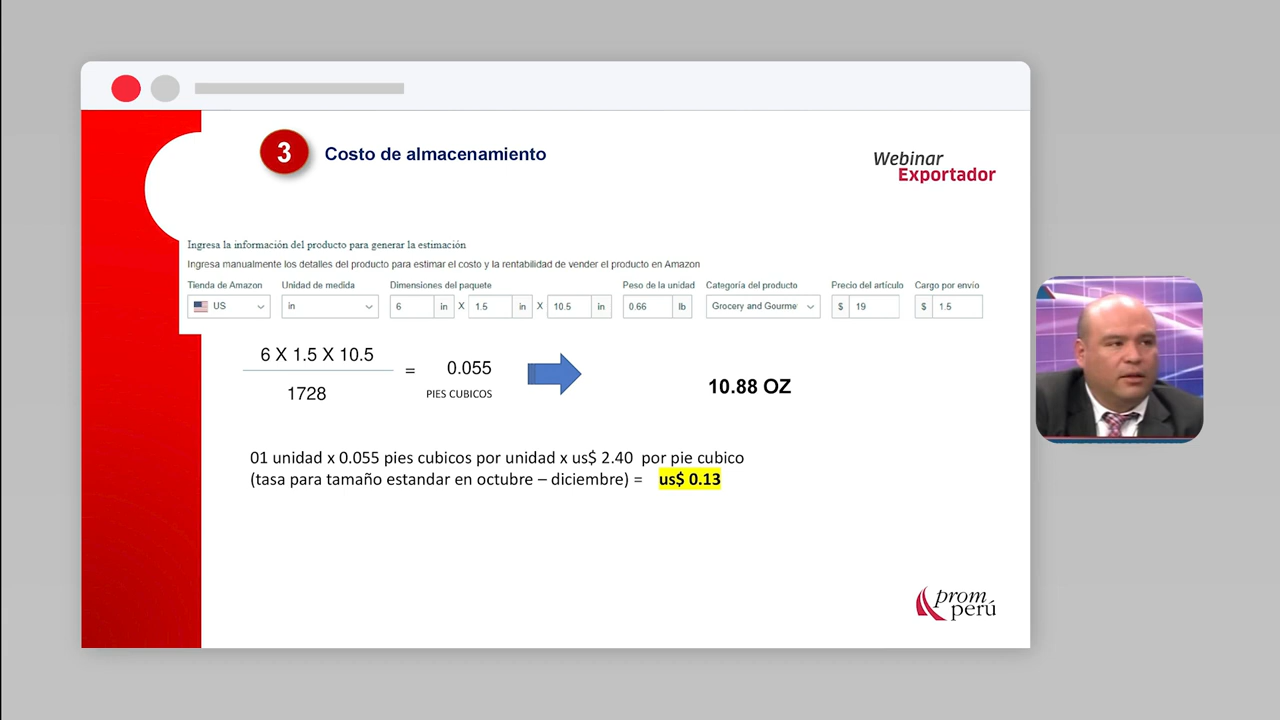 3
Costo de almacenamiento
Webinar
Exportador
Ingresa la información del producto para generar la estimación
Ingresa manualmente los detalles del producto para estimar el costo y la rentabilidad de vender el producto en Amazon
Tienda de Amazon Unidad de medida Dimensiones del paquete Peso de la unidad Categoría del producto Precio del artículo Cargo por envío
US in 6 in X 1.5 in X 10.5 in 0.66 lb Grocery and Gourme $ 19 $ 1.5
6 X 1.5 X 10.5
1728
= 0.055
PIES CUBICOS
10.88 OZ
01 unidad x 0.055 pies cubicos por unidad x us$ 2.40 por pie cubico
(tasa para tamaño estandar en octubre – diciembre) = us$ 0.13
prom
perú